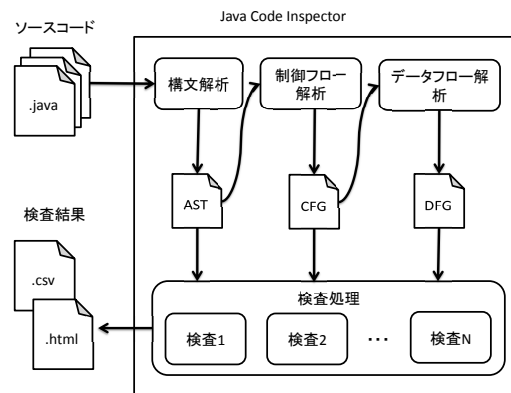 Java Code Inspector
ソースコード
.java
構文解析
制御フロー
解析
データフロー解
析
AST
CFG
DFG
検査結果
.csv
.html
検査処理
検査1
検査2
…
検査N